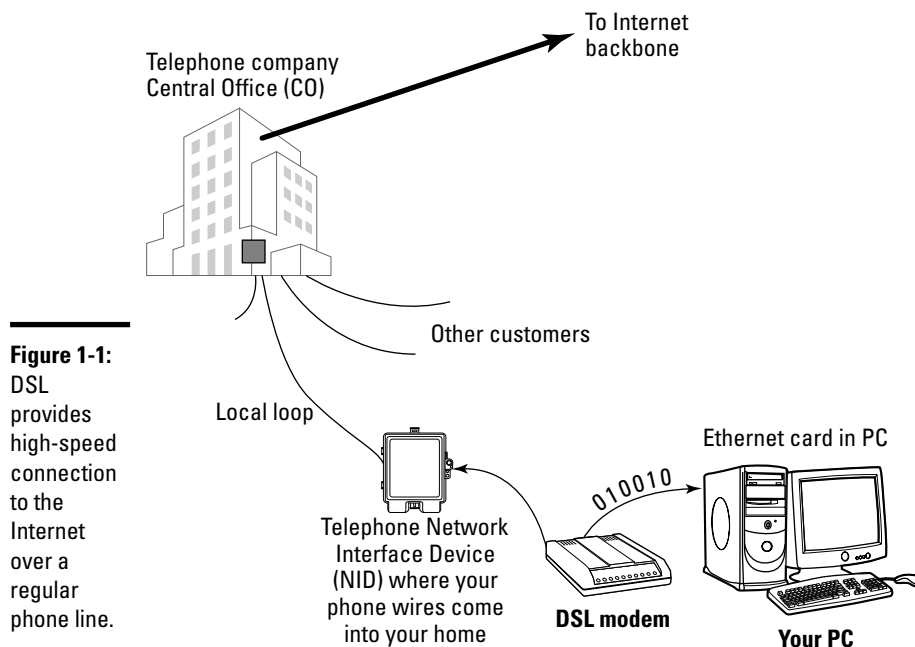 To Internet
backbone
Telephone company
Central Office (CO)
Other customers
Figure 1-1:
DSL
provides
high-speed
connection
to the
Internet
over a
regular
phone line.
Local loop
Ethernet card in PC
010010
Telephone Network
Interface Device
(NID) where your
phone wires come
into your home
DSL modem
Your PC